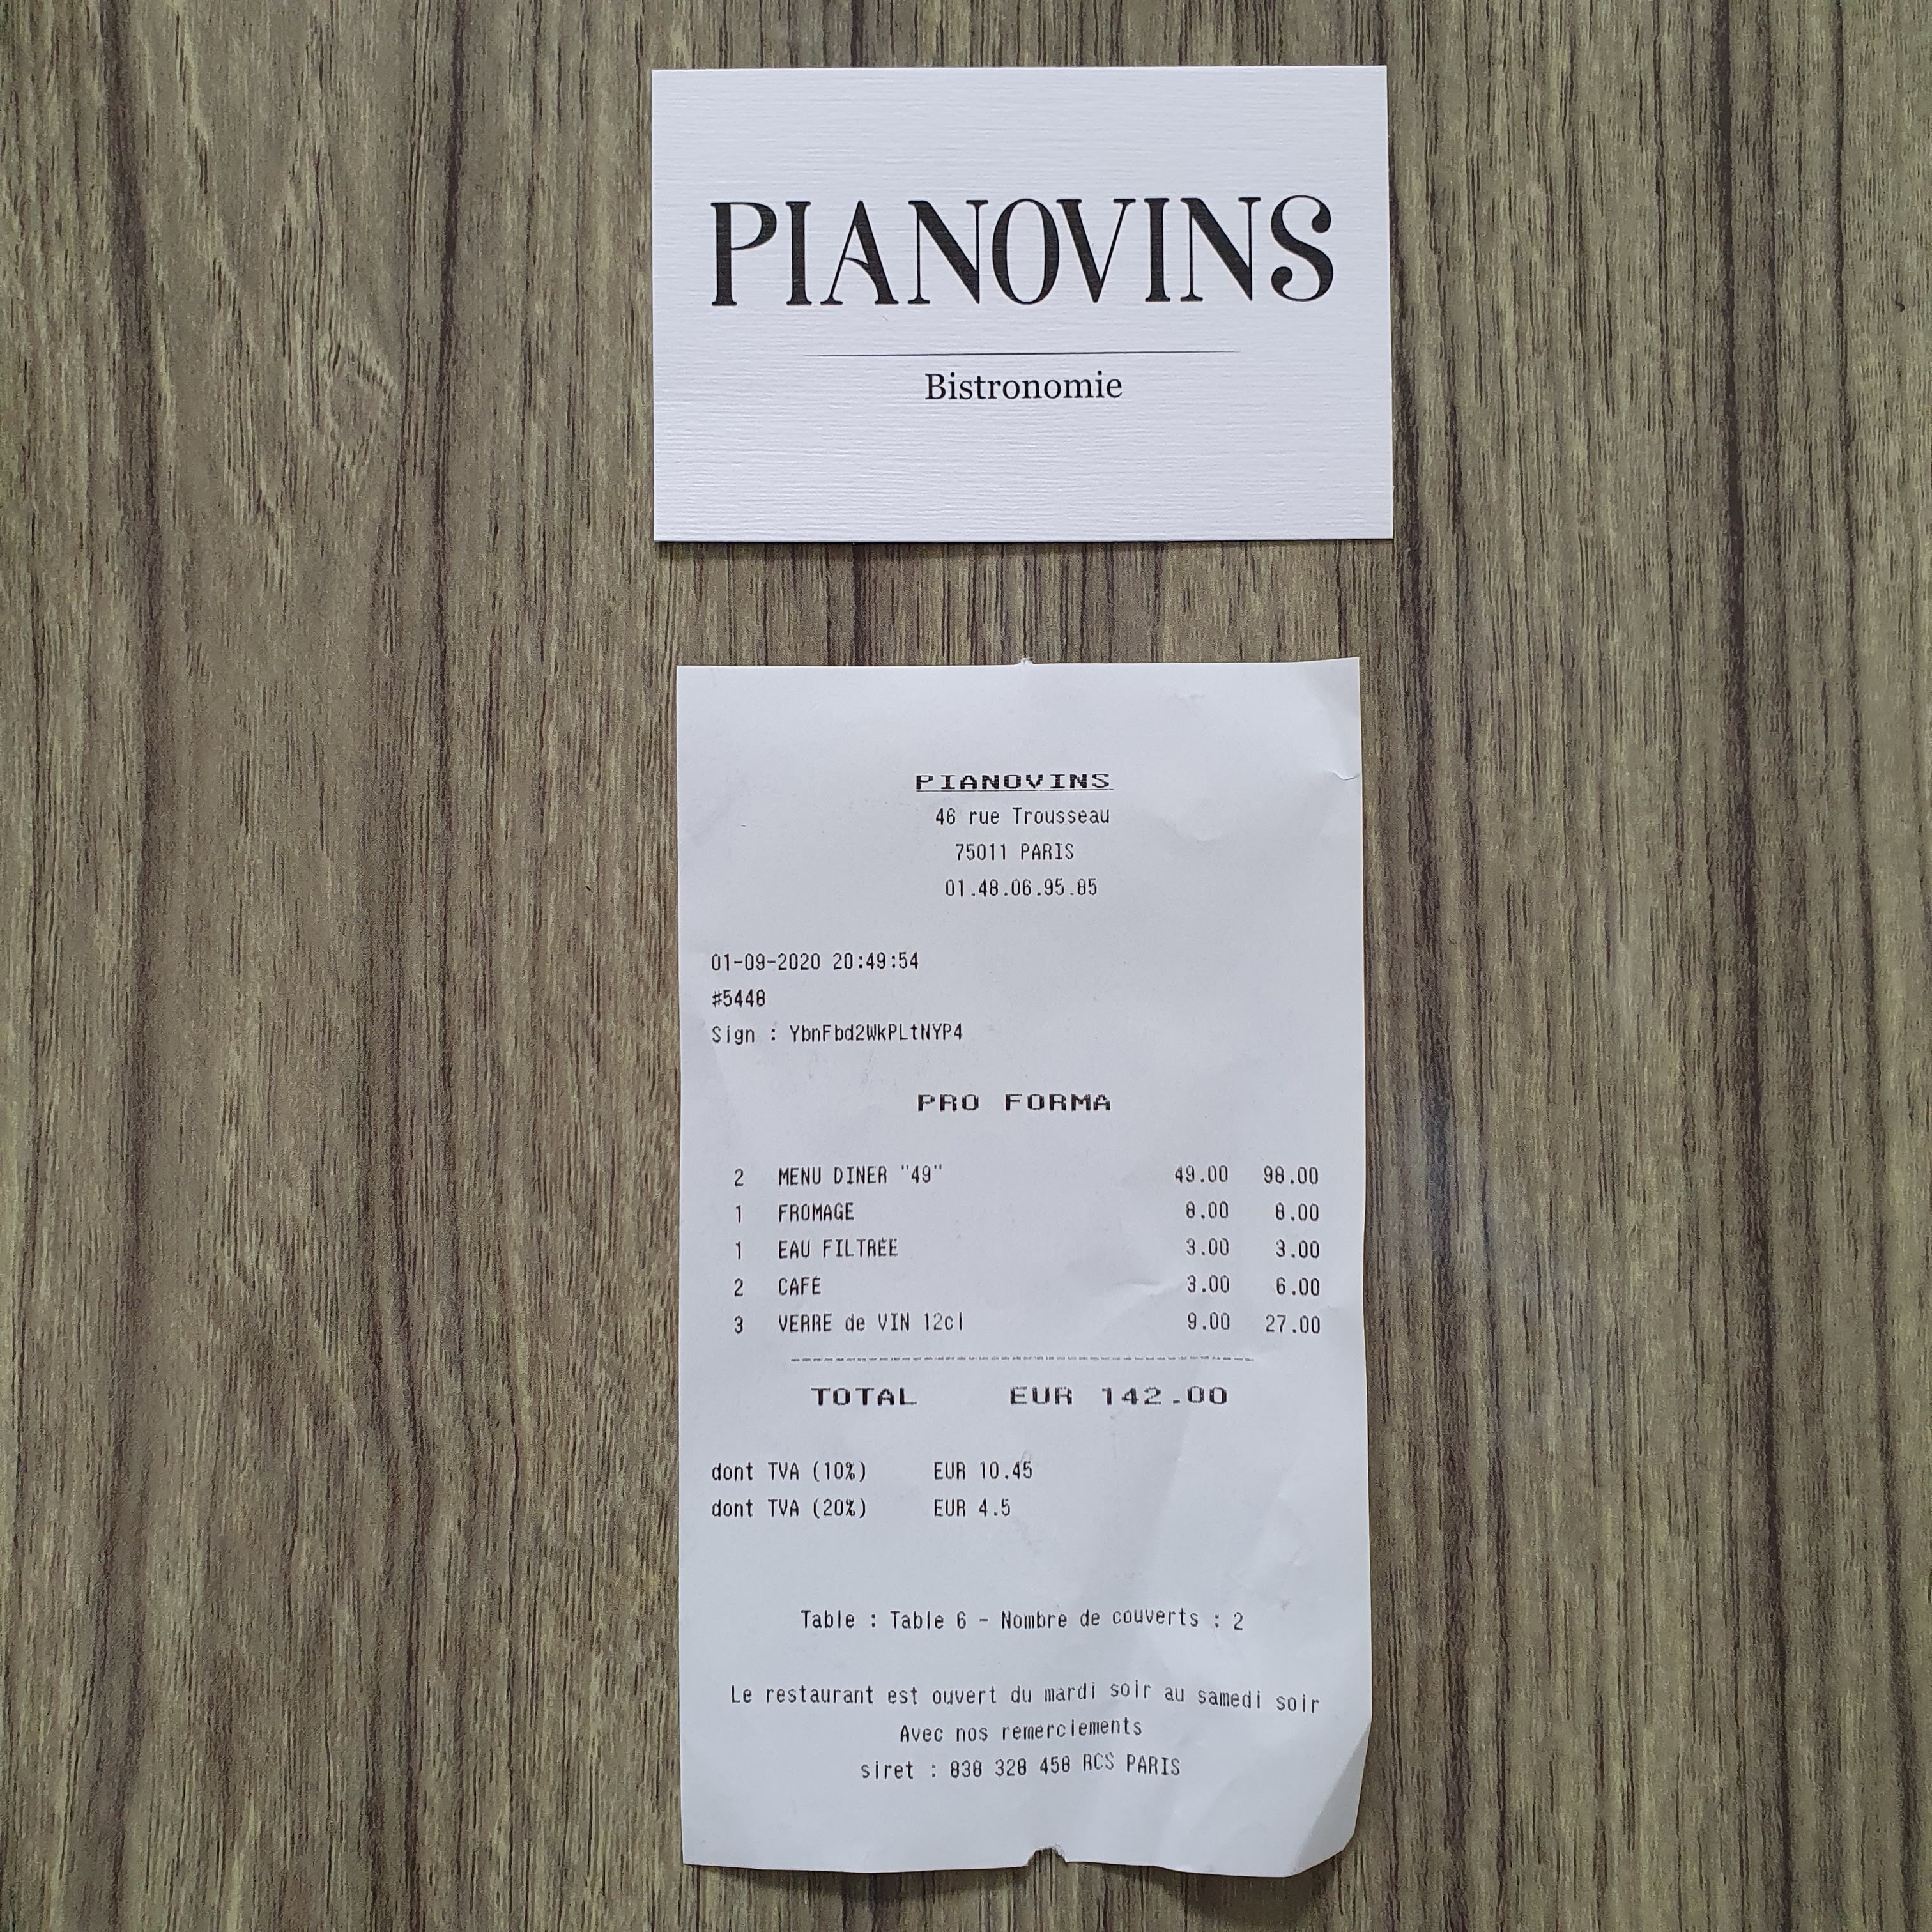 PIANOVINS
Bistronomie
PIANOVINS
46 rue Trousseau
75011 PARIS
01.48.06.95.85
01-09-2020 20:49:54
#5448
Sign : YbnFbd2WkPLtNYP4
PRO FORMA
2 MENU DINER "49" 49.00 98.00
1 FROMAGE 8.00 8.00
1 EAU FILTRÉE 3.00 3.00
2 CAFÉ 3.00 6.00
3 VERRE de VIN 12cl 9.00 27.00
TOTAL EUR 142.00
dont TVA (10%) EUR 10.45
dont TVA (20%) EUR 4.5
Table : Table 6 - Nombre de couverts : 2
Le restaurant est ouvert du mardi soir au samedi soir
Avec nos remerciements
siret : 838 328 458 RCS PARIS